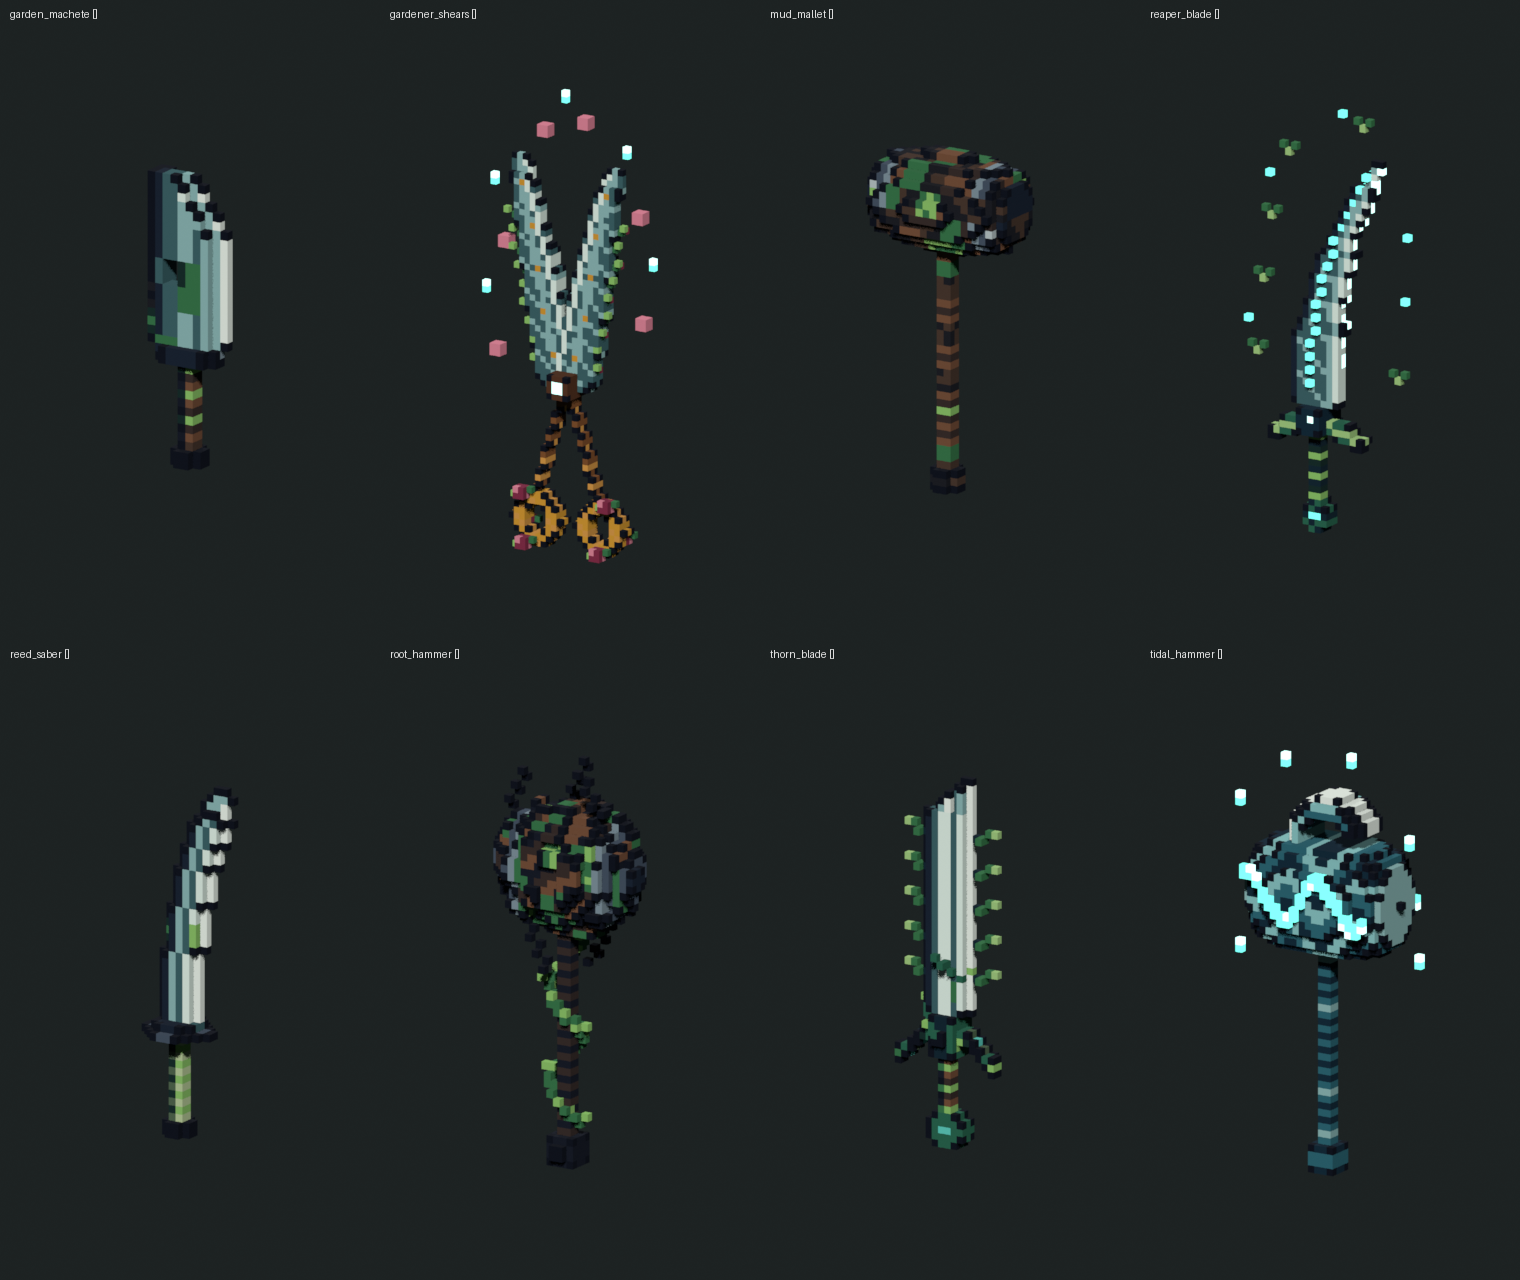 garden_machete []
gardener_shears []
mud_mallet []
reaper_blade []
reed_saber []
root_hammer []
thorn_blade []
tidal_hammer []